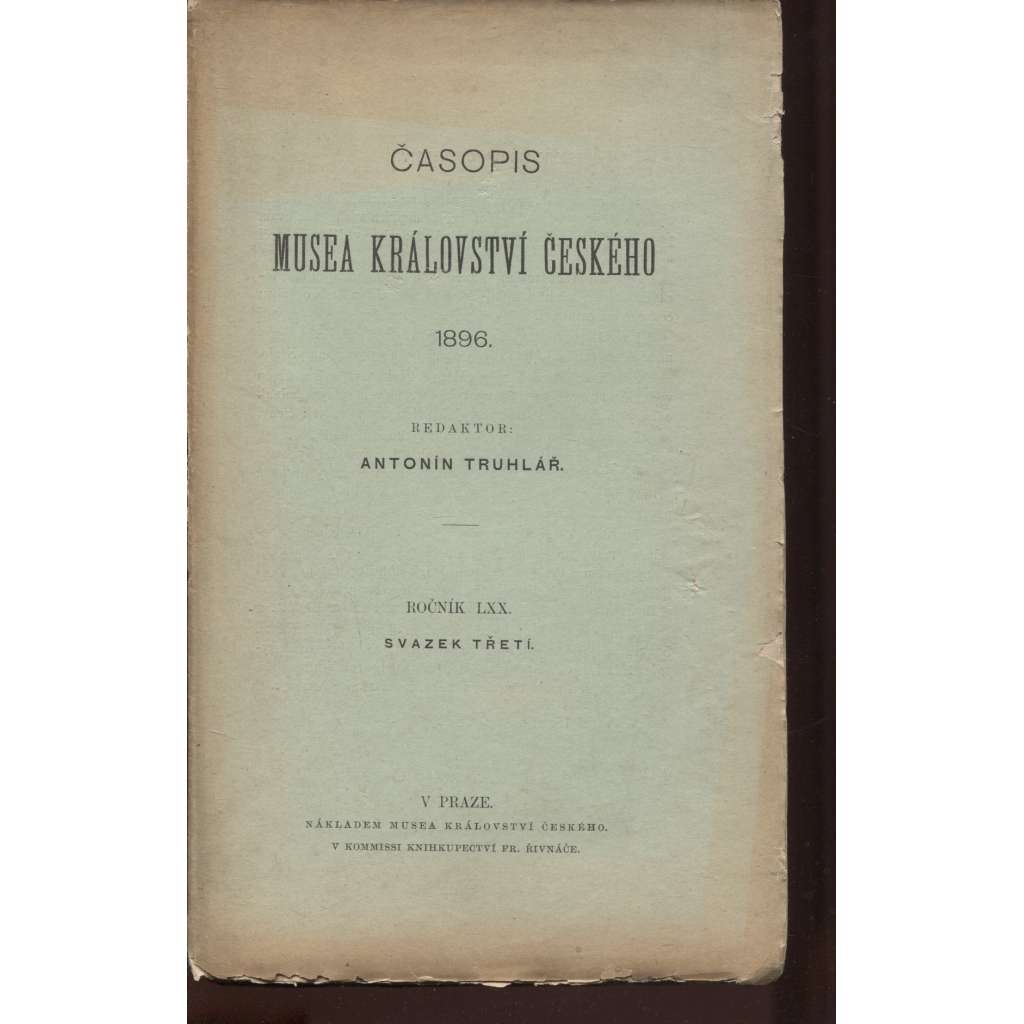 ČASOPIS
MUSEA KRÁLOVSTVÍ ČESKÉHO
1896.
REDAKTOR:
ANTONÍN TRUHLÁŘ.
ROČNÍK LXX.
SVAZEK TŘETÍ.
V PRAZE.
NÁKLADEM MUSEA KRÁLOVSTVÍ ČESKÉHO.
V KOMMISSI KNIHKUPECTVÍ FR. ŘIVNÁČE.